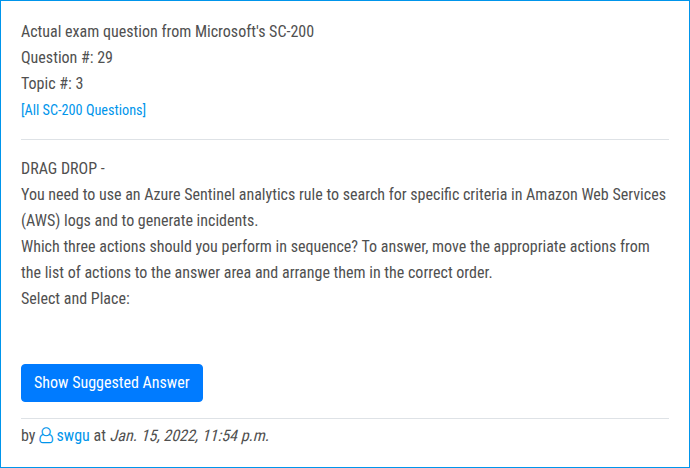 Actual exam question from Microsoft's SC-200
Question #: 29
Topic #: 3
[All SC-200 Questions]
DRAG DROP -
You need to use an Azure Sentinel analytics rule to search for specific criteria in Amazon Web Services
(AWS) logs and to generate incidents.
Which three actions should you perform in sequence? To answer, move the appropriate actions from
the list of actions to the answer area and arrange them in the correct order.
Select and Place:
Show Suggested Answer
by swgu at Jan. 15, 2022, 11:54 p.m.